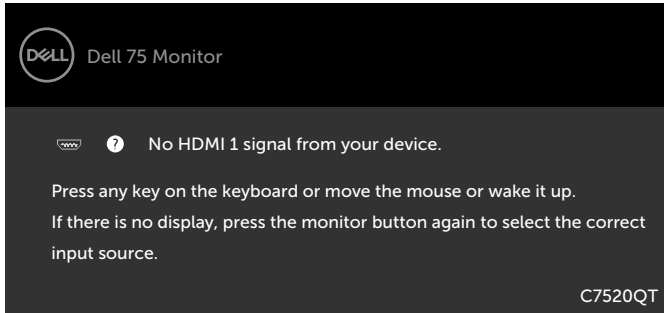 DELL
Dell 75 Monitor
? No HDMI 1 signal from your device.
Press any key on the keyboard or move the mouse or wake it up.
If there is no display, press the monitor button again to select the correct
input source.
C7520QT